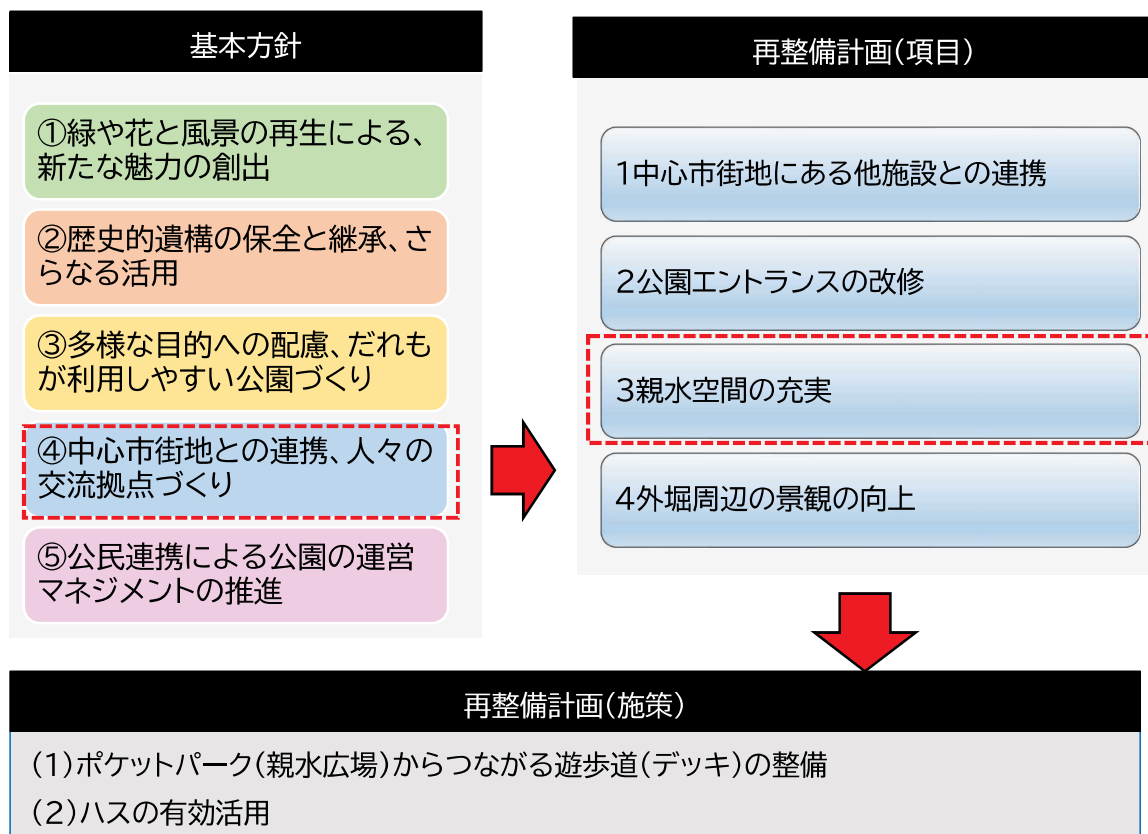 基本方針
①緑や花と風景の再生による、
新たな魅力の創出
②歴史的遺構の保全と継承、さ
らなる活用
③多様な目的への配慮、だれも
が利用しやすい公園づくり
④中心市街地との連携、人々の
交流拠点づくり
⑤公民連携による公園の運営
マネジメントの推進
再整備計画(項目)
1中心市街地にある他施設との連携
2公園エントランスの改修
3親水空間の充実
4外堀周辺の景観の向上
再整備計画(施策)
(1)ポケットパーク(親水広場)からつながる遊歩道(デッキ)の整備
(2)ハスの有効活用